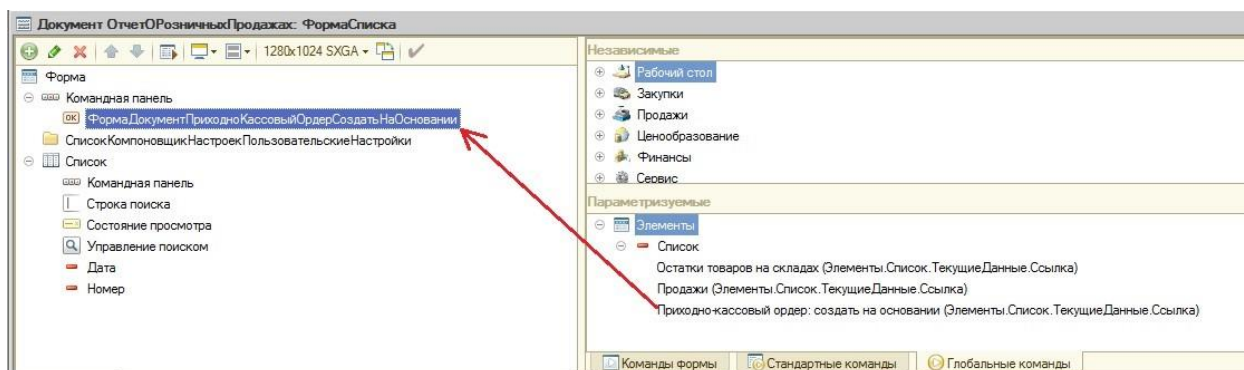 Документ ОтчетОРозничныхПродажах: ФормаСписка
1280x1024 SXGA
Форма
Командная панель
OK ФормаДокументПриходноКассовыйОрдерСоздатьНаОсновании
СписокКомпоновщикНастроекПользовательскиеНастройки
Список
Командная панель
Строка поиска
Состояние просмотра
Управление поиском
Дата
Номер
Независимые
Рабочий стол
Закупки
Продажи
Ценообразование
Финансы
Сервис
Параметризуемые
Элементы
Список
Остатки товаров на складах (Элементы.Список.ТекущиеДанные.Ссылка)
Продажи (Элементы.Список.ТекущиеДанные.Ссылка)
Приходно-кассовый ордер: создать на основании (Элементы.Список.ТекущиеДанные.Ссылка)
Команды формы Стандартные команды Глобальные команды